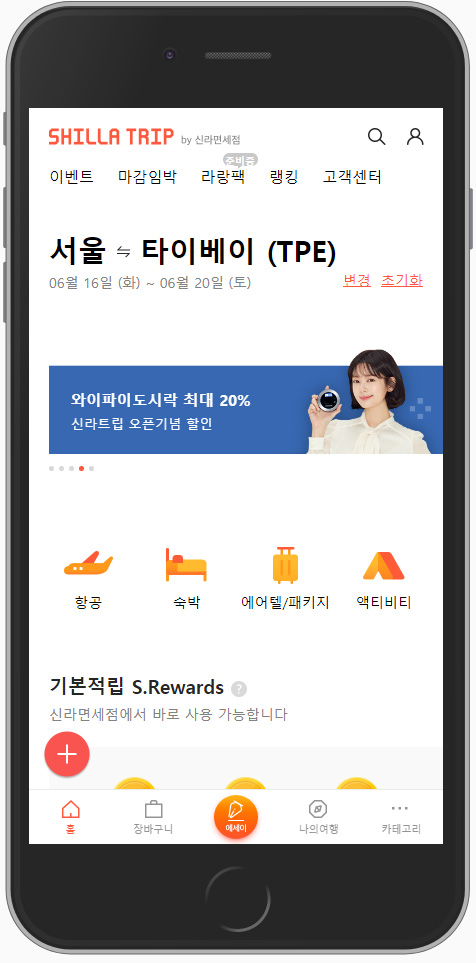 SHILLA TRIP by 신라면세점
준비중
이벤트 마감임박 라랑팩 랭킹 고객센터
서울 ⇋ 타이베이 (TPE)
06월 16일 (화) ~ 06월 20일 (토) 변경 초기화
와이파이도시락 최대 20%
신라트립 오픈기념 할인
항공 숙박 에어텔/패키지 액티비티
기본적립 S.Rewards ?
신라면세점에서 바로 사용 가능합니다
에세이
홈 장바구니 나의여행 카테고리